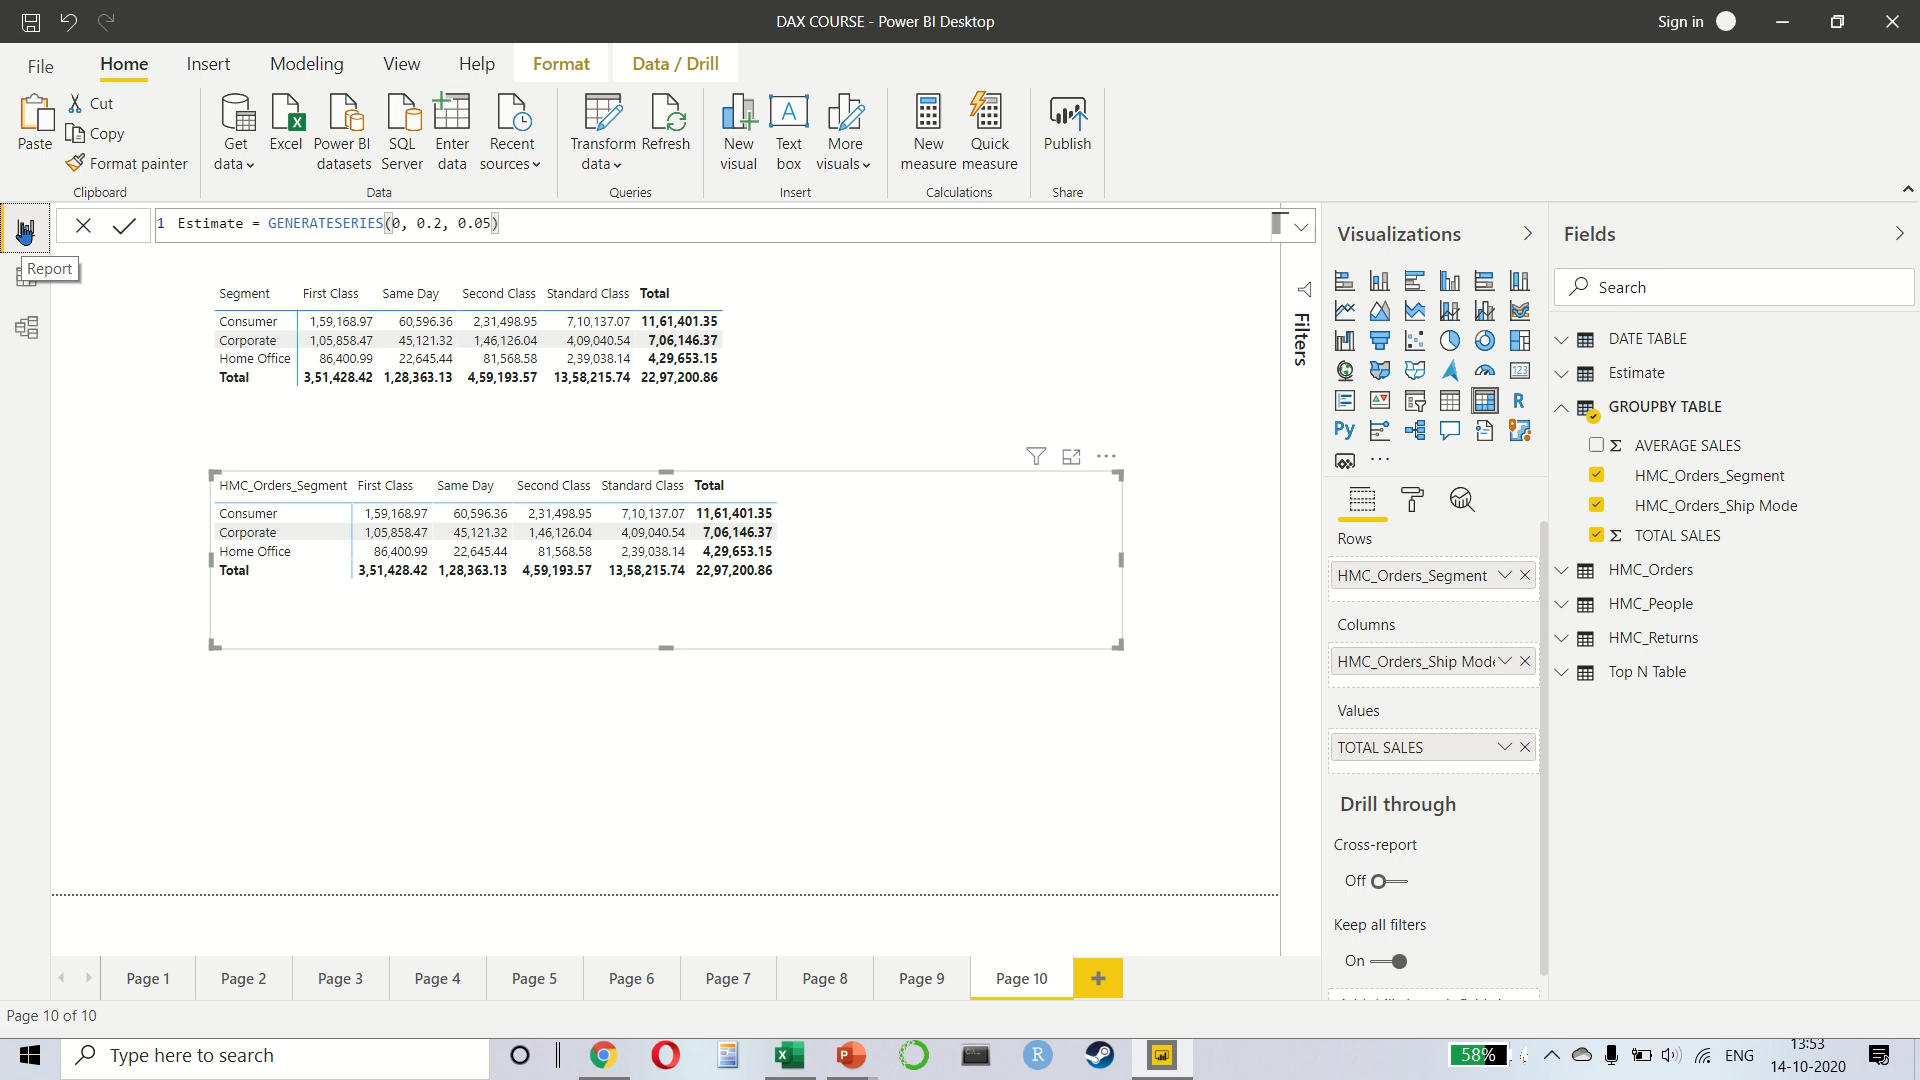 DAX COURSE - Power BI Desktop
Sign in
File Home Insert Modeling View Help Format Data / Drill
Paste
Cut
Copy
Format painter
Clipboard
Get data
Excel
Power BI datasets
SQL Server
Enter data
Recent sources
Data
Transform data
Refresh
Queries
New visual
Text box
More visuals
Insert
New measure
Quick measure
Calculations
Publish
Share
1 Estimate = GENERATESERIES(0, 0.2, 0.05)
Report
Segment First Class Same Day Second Class Standard Class Total
Consumer 1,59,168.97 60,596.36 2,31,498.95 7,10,137.07 11,61,401.35
Corporate 1,05,858.47 45,121.32 1,46,126.04 4,09,040.54 7,06,146.37
Home Office 86,400.99 22,645.44 81,568.58 2,39,038.14 4,29,653.15
Total 3,51,428.42 1,28,363.13 4,59,193.57 13,58,215.74 22,97,200.86
HMC_Orders_Segment First Class Same Day Second Class Standard Class Total
Consumer 1,59,168.97 60,596.36 2,31,498.95 7,10,137.07 11,61,401.35
Corporate 1,05,858.47 45,121.32 1,46,126.04 4,09,040.54 7,06,146.37
Home Office 86,400.99 22,645.44 81,568.58 2,39,038.14 4,29,653.15
Total 3,51,428.42 1,28,363.13 4,59,193.57 13,58,215.74 22,97,200.86
Filters
Visualizations
123
R
Py
Rows
HMC_Orders_Segment
Columns
HMC_Orders_Ship Mode
Values
TOTAL SALES
Drill through
Cross-report
Off
Keep all filters
On
Fields
Search
DATE TABLE
Estimate
GROUPBY TABLE
Σ AVERAGE SALES
HMC_Orders_Segment
HMC_Orders_Ship Mode
Σ TOTAL SALES
HMC_Orders
HMC_People
HMC_Returns
Top N Table
Page 1 Page 2 Page 3 Page 4 Page 5 Page 6 Page 7 Page 8 Page 9 Page 10 +
Page 10 of 10
Type here to search
58%
ENG
13:53
14-10-2020